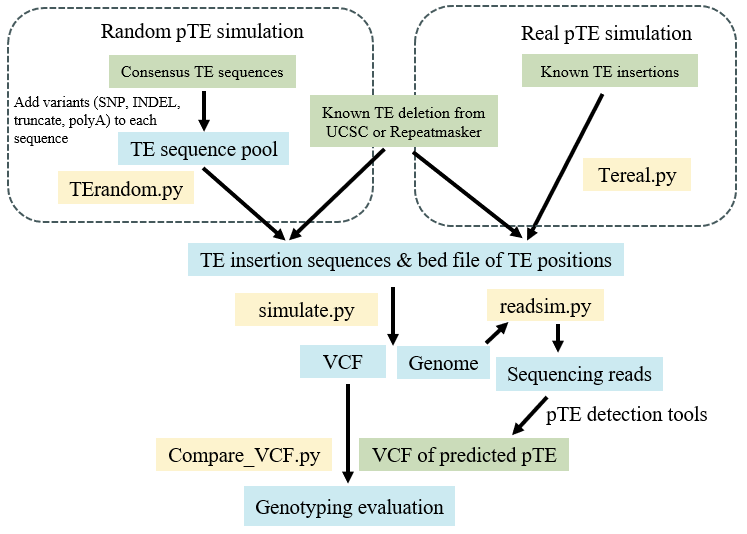 Random pTE simulation
Real pTE simulation
Consensus TE sequences
Known TE insertions
Add variants (SNP, INDEL,
truncate, polyA) to each
sequence
Known TE deletion from
UCSC or Repeatmasker
TE sequence pool
TErandom.py
Tereal.py
TE insertion sequences & bed file of TE positions
simulate.py
readsim.py
VCF
Genome
Sequencing reads
pTE detection tools
Compare_VCF.py
VCF of predicted pTE
Genotyping evaluation